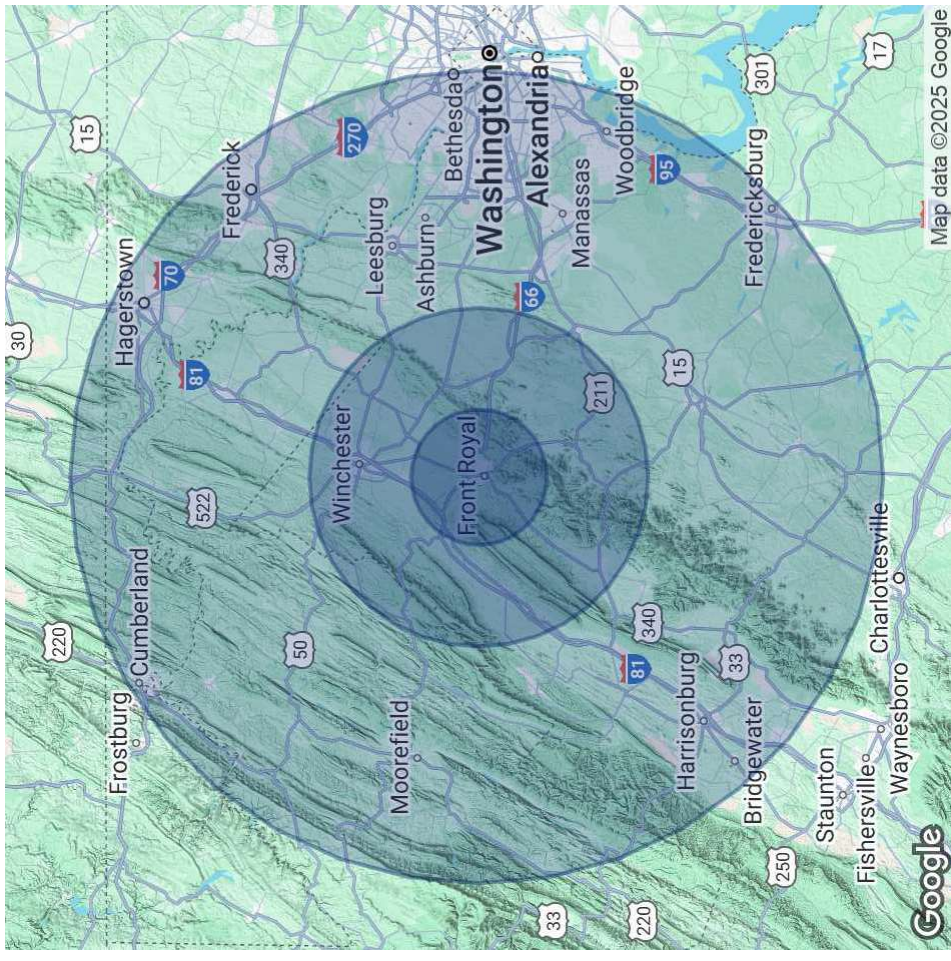 15
30
Hagerstown
Frederick
270
70
340
Bethesda
Washington
Alexandria
Woodbridge
301
17
Leesburg
Ashburn
Manassas
95
Fredericksburg
81
66
220
Cumberland
Frostburg
522
Winchester
Front Royal
211
15
50
Moorefield
81
340
33
Harrisonburg
Bridgewater
Charlottesville
Waynesboro
Staunton
Fishersville
250
33
220
Google
Map data ©2025 Google